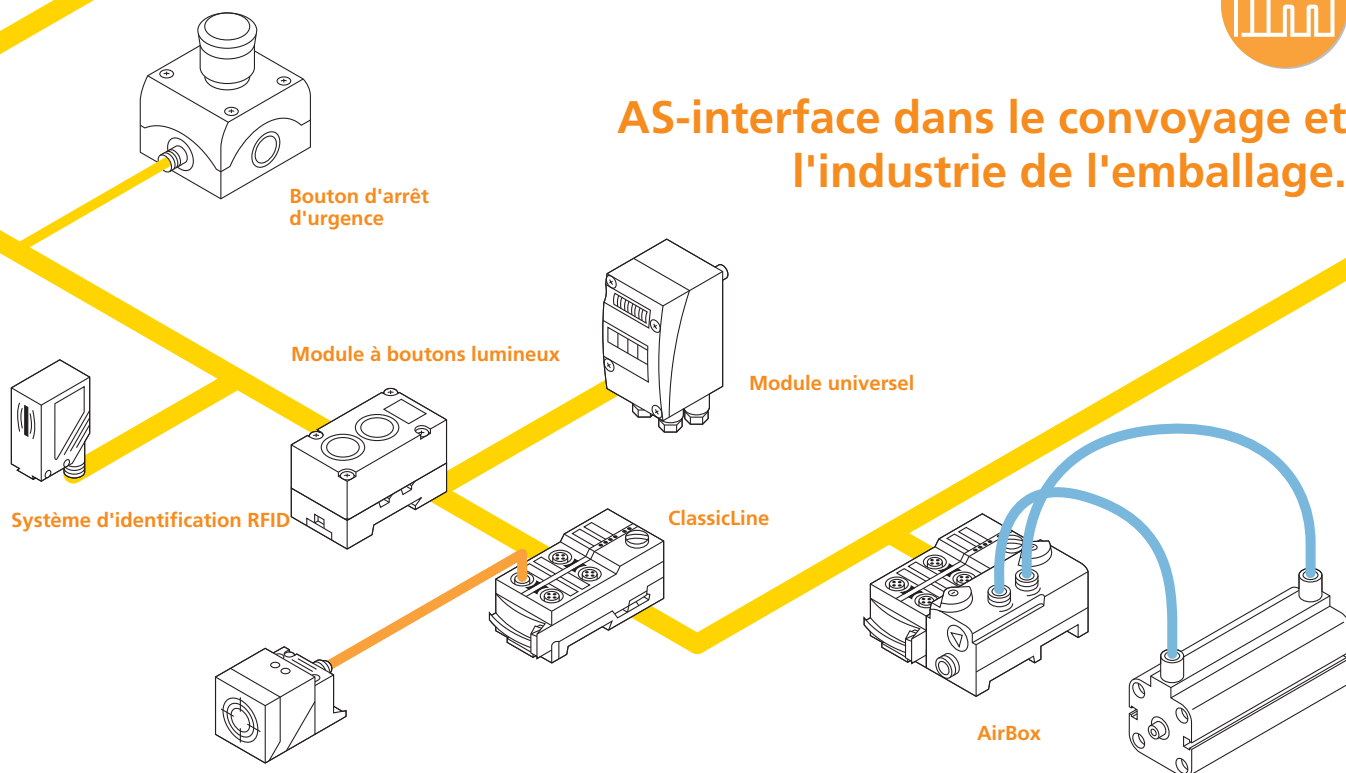 AS-interface dans le convoyage et
l'industrie de l'emballage.
Bouton d'arrêt
d'urgence
Module à boutons lumineux
Module universel
Système d'identification RFID
ClassicLine
AirBox